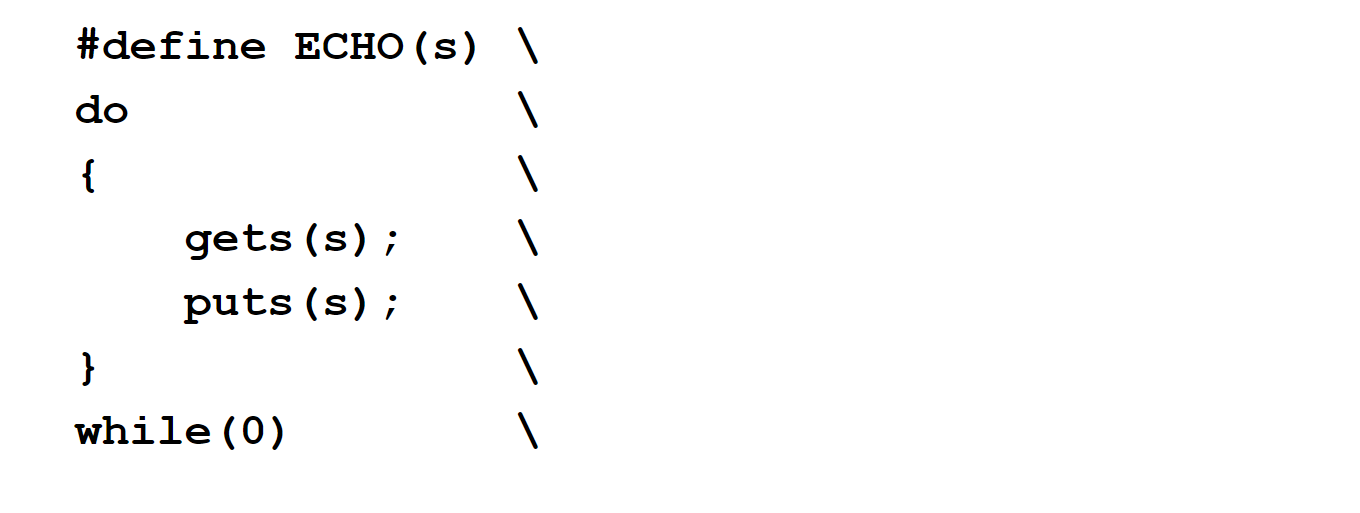 #define ECHO(s) \
do              \
{               \
    gets(s);    \
    puts(s);    \
}               \
while(0)        \